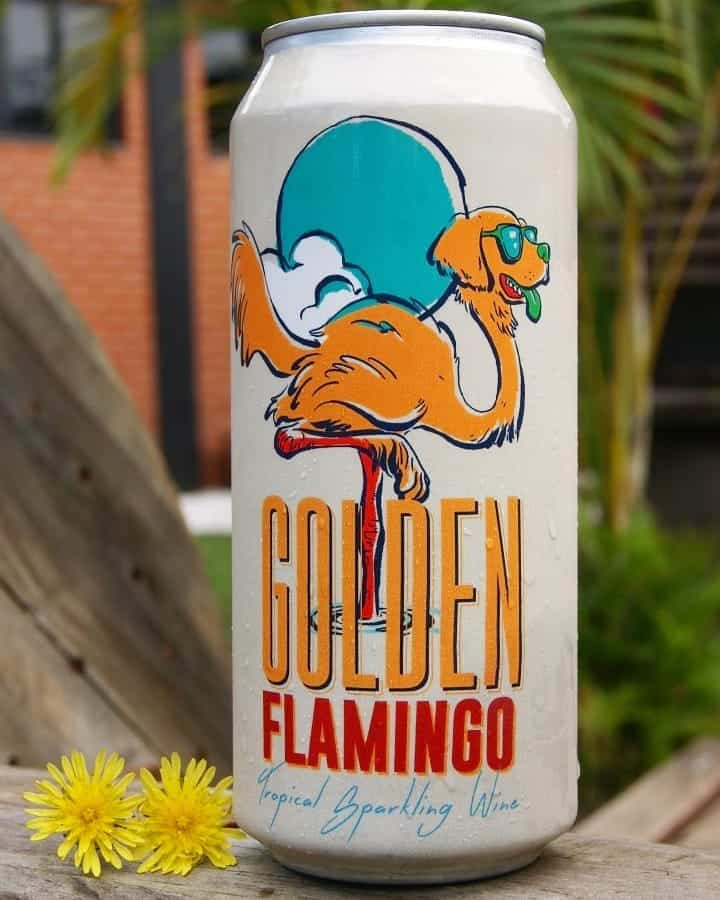 GOLDEN
FLAMINGO
Tropical Sparkling Wine